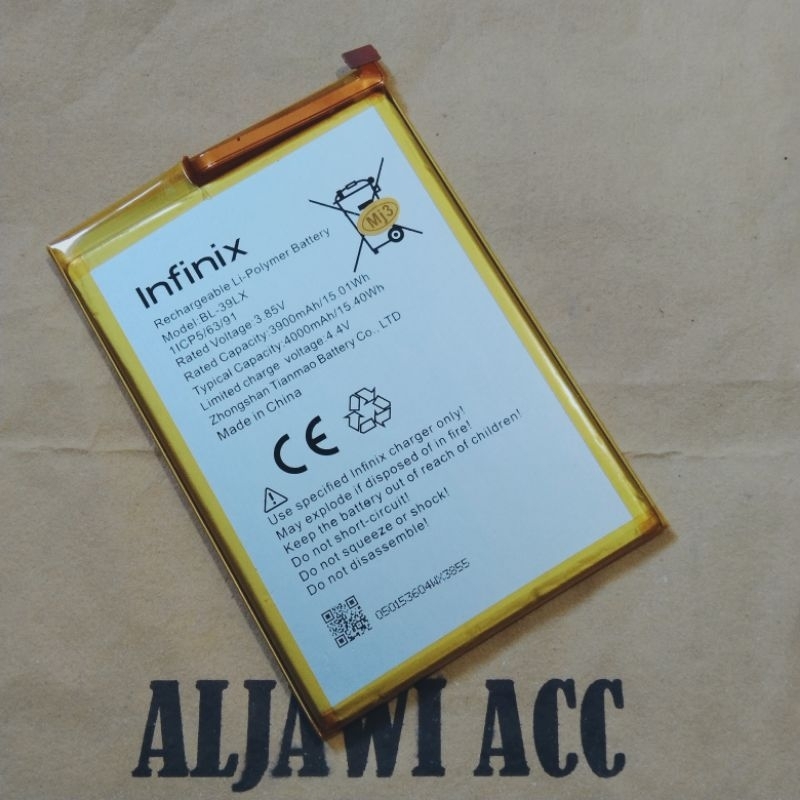 Infinix
Rechargeable Li-Polymer Battery
Model:BL-39LX
1ICP5/63/91
Rated Voltage:3.85V
Rated Capacity:3900mAh/15.01Wh
Typical Capacity:4000mAh/15.40Wh
Limited charge voltage:4.4V
Zhongshan Tianmao Battery Co., LTD
Made in China
Mj3
CE
Use specified Infinix charger only!
May explode if disposed of in fire!
Keep the battery out of reach of children!
Do not short-circuit!
Do not squeeze or shock!
Do not disassemble!
050153604WX3855
ALJAWI ACC